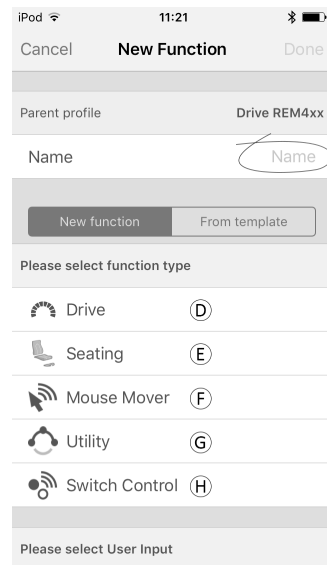 iPod 11:21
Cancel New Function Done
Parent profile Drive REM4xx
Name Name
New function From template
Please select function type
Drive D
Seating E
Mouse Mover F
Utility G
Switch Control H
Please select User Input